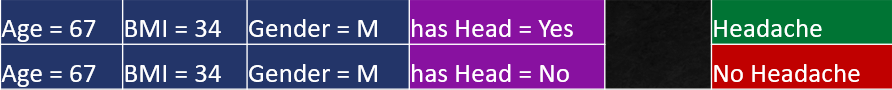 Age = 67 BMI = 34 Gender = M has Head = Yes Headache
Age = 67 BMI = 34 Gender = M has Head = No No Headache